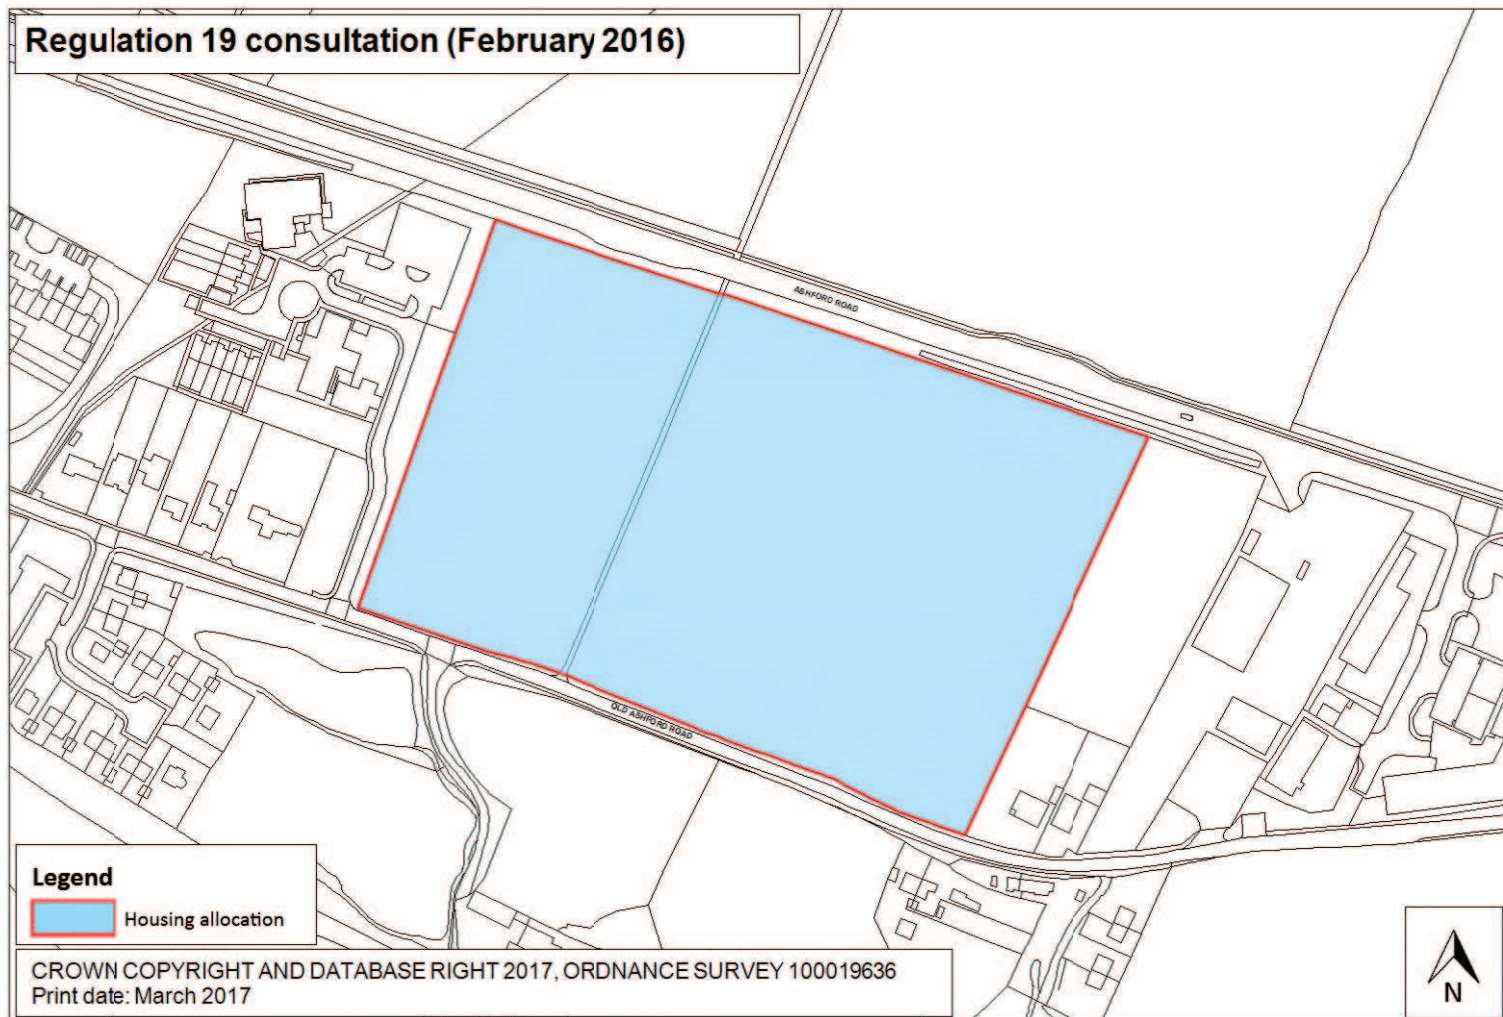 Regulation 19 consultation (February 2016)
ASHFORD ROAD
OLD ASHFORD ROAD
Legend
Housing allocation
CROWN COPYRIGHT AND DATABASE RIGHT 2017, ORDNANCE SURVEY 100019636
Print date: March 2017
N